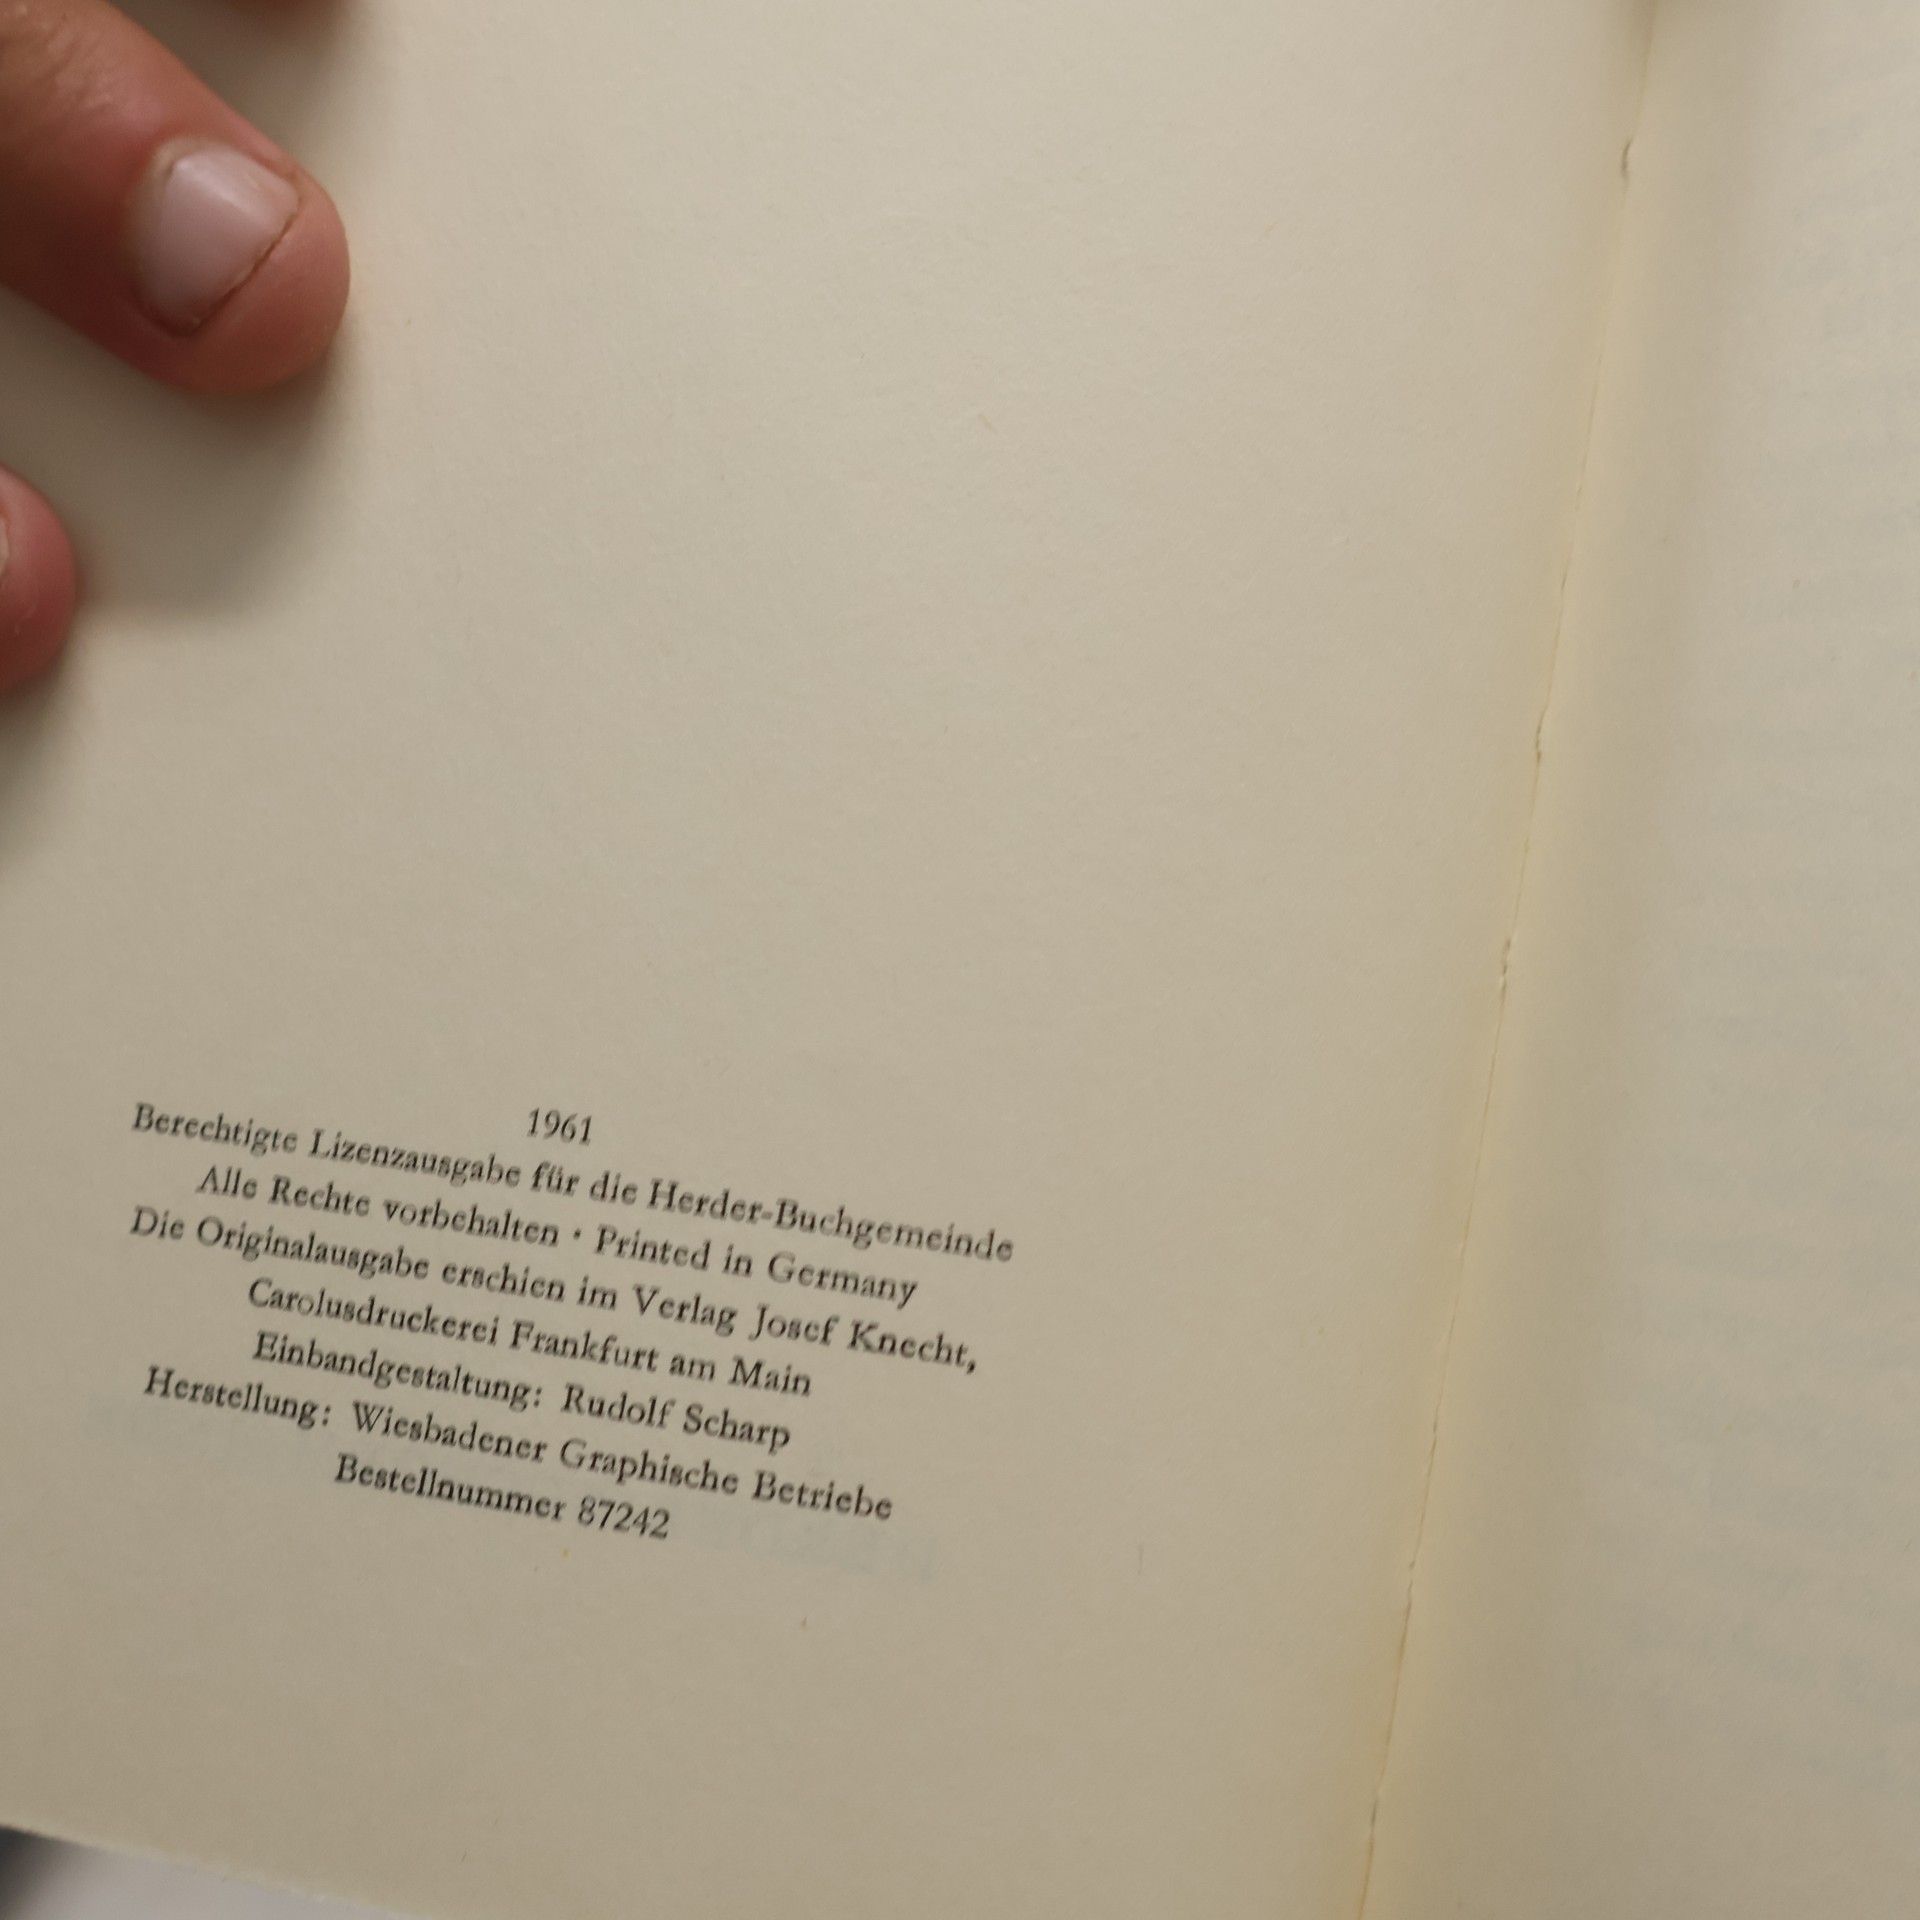 1961
Berechtigte Lizenzausgabe für die Herder-Buchgemeinde
Alle Rechte vorbehalten · Printed in Germany
Die Originalausgabe erschien im Verlag Josef Knecht,
Carolusdruckerei Frankfurt am Main
Einbandgestaltung: Rudolf Scharp
Herstellung: Wiesbadener Graphische Betriebe
Bestellnummer 87242